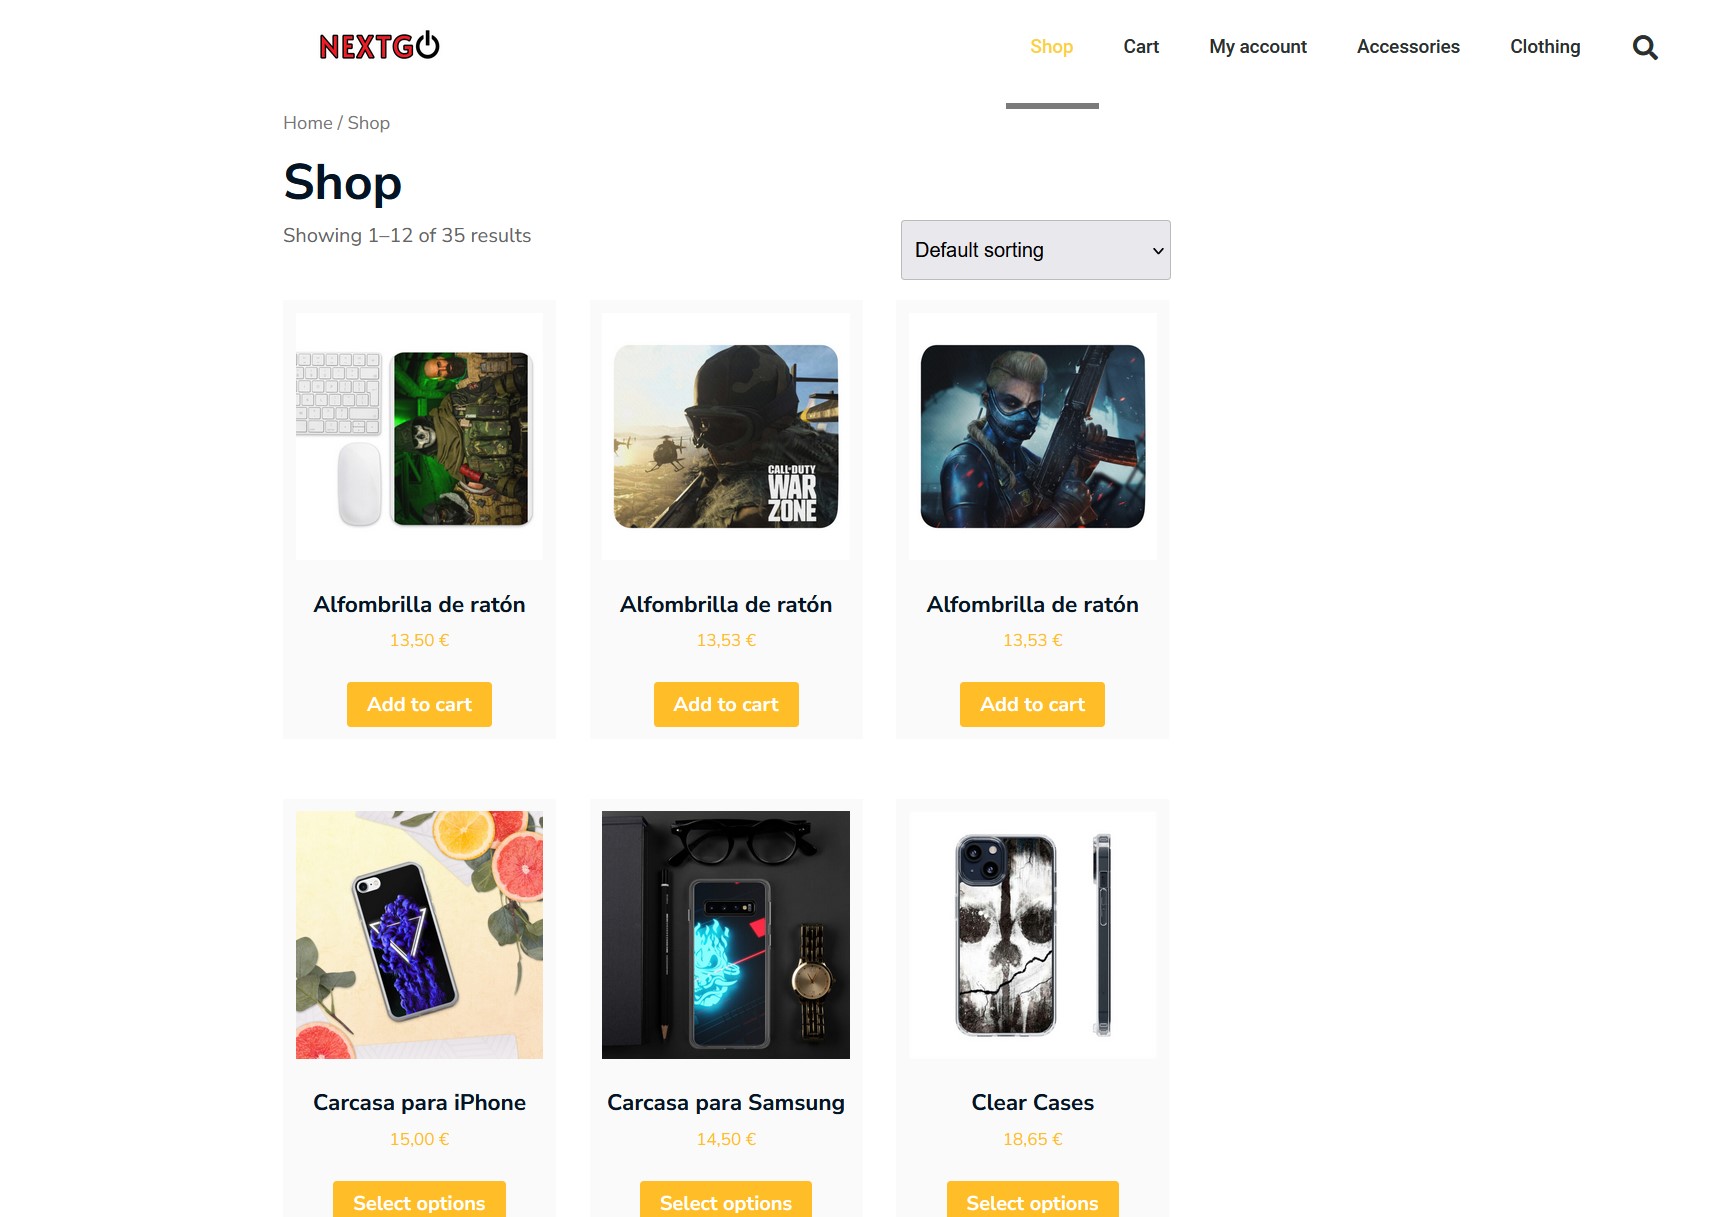 NEXTGO
Shop
Cart
My account
Accessories
Clothing
Home / Shop
Shop
Showing 1–12 of 35 results
Default sorting
CALL OF DUTY
WAR
ZONE
Alfombrilla de ratón
13,50 €
Add to cart
Alfombrilla de ratón
13,53 €
Add to cart
Alfombrilla de ratón
13,53 €
Add to cart
Carcasa para iPhone
15,00 €
Select options
Carcasa para Samsung
14,50 €
Select options
Clear Cases
18,65 €
Select options